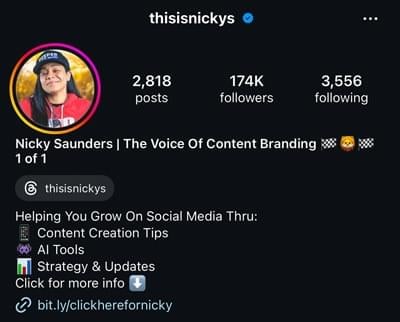 thisisnickys
2,818
174K
3,556
posts
followers
following
Nicky Saunders | The Voice Of Content Branding 🏁 🦁 🏁
1 of 1
thisisnickys
Helping You Grow On Social Media Thru:
📱 Content Creation Tips
👾 AI Tools
📊 Strategy & Updates
Click for more info ⬇️
bit.ly/clickherefornicky